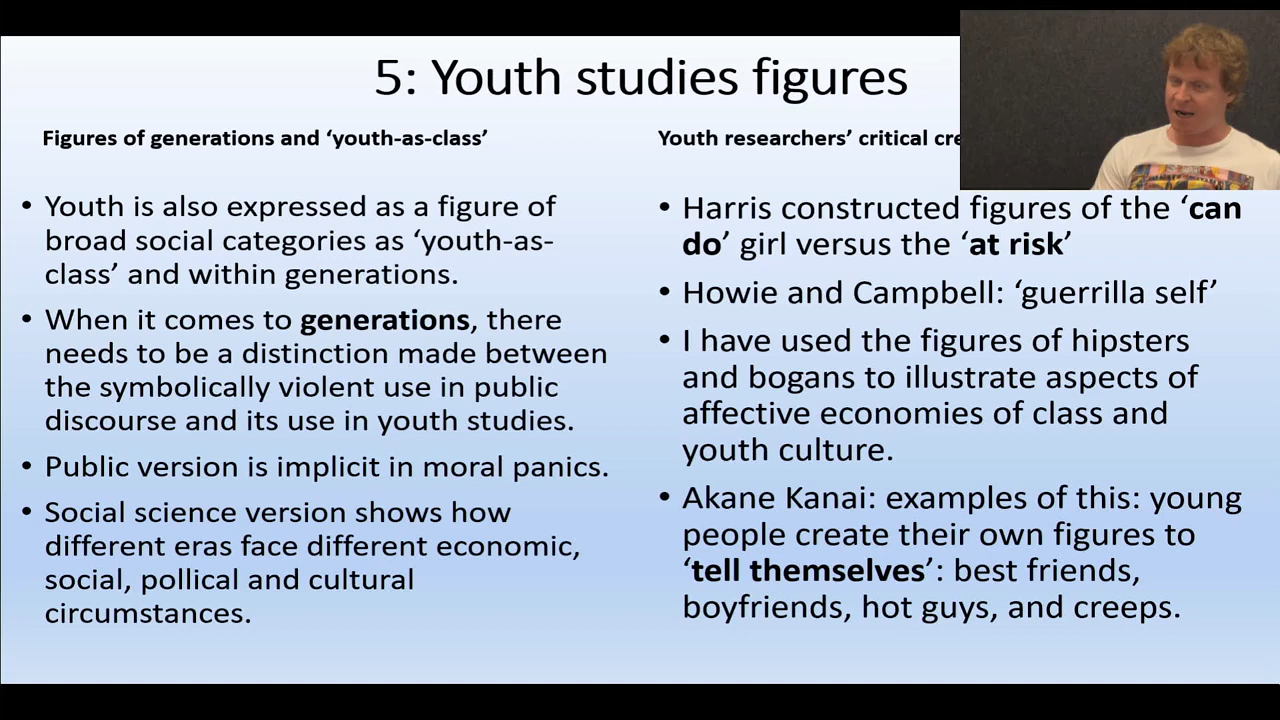 5: Youth studies figures
Figures of generations and ‘youth-as-class’
• Youth is also expressed as a figure of
broad social categories as ‘youth-as-
class’ and within generations.
• When it comes to generations, there
needs to be a distinction made between
the symbolically violent use in public
discourse and its use in youth studies.
• Public version is implicit in moral panics.
• Social science version shows how
different eras face different economic,
social, pollical and cultural
circumstances.
Youth researchers’ critical
• Harris constructed figures of the ‘can
do’ girl versus the ‘at risk’
• Howie and Campbell: ‘guerrilla self’
• I have used the figures of hipsters
and bogans to illustrate aspects of
affective economies of class and
youth culture.
• Akane Kanai: examples of this: young
people create their own figures to
‘tell themselves’: best friends,
boyfriends, hot guys, and creeps.